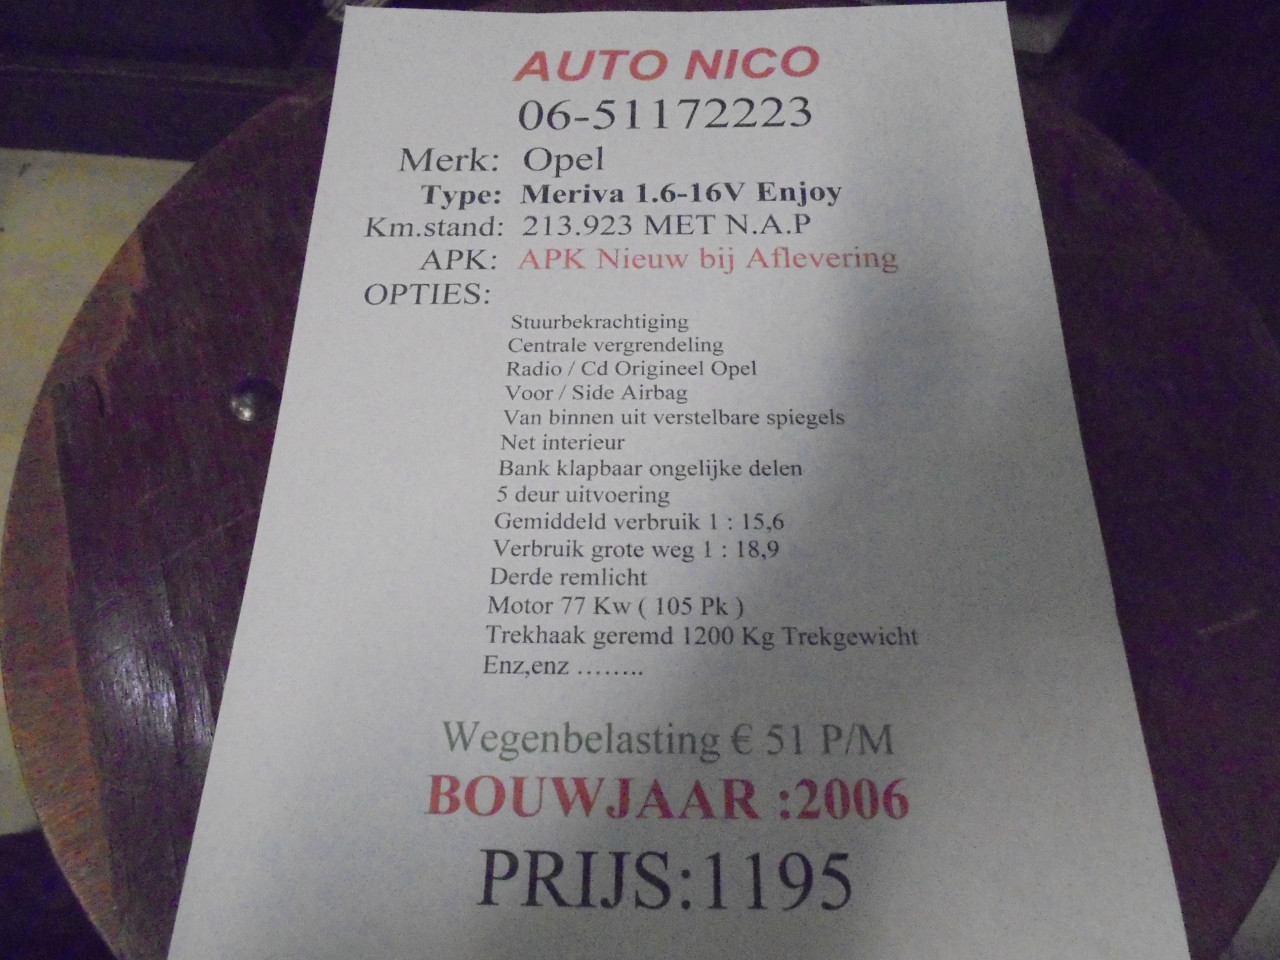 AUTO NICO
06-51172223
Merk: Opel
Type: Meriva 1.6-16V Enjoy
Km.stand: 213.923 MET N.A.P
APK: APK Nieuw bij Aflevering
OPTIES:
Stuurbekrachtiging
Centrale vergrendeling
Radio / Cd Origineel Opel
Voor / Side Airbag
Van binnen uit verstelbare spiegels
Net interieur
Bank klapbaar ongelijke delen
5 deur uitvoering
Gemiddeld verbruik 1 : 15,6
Verbruik grote weg 1 : 18,9
Derde remlicht
Motor 77 Kw ( 105 Pk )
Trekhaak geremd 1200 Kg Trekgewicht
Enz,enz ........
Wegenbelasting € 51 P/M
BOUWJAAR :2006
PRIJS:1195